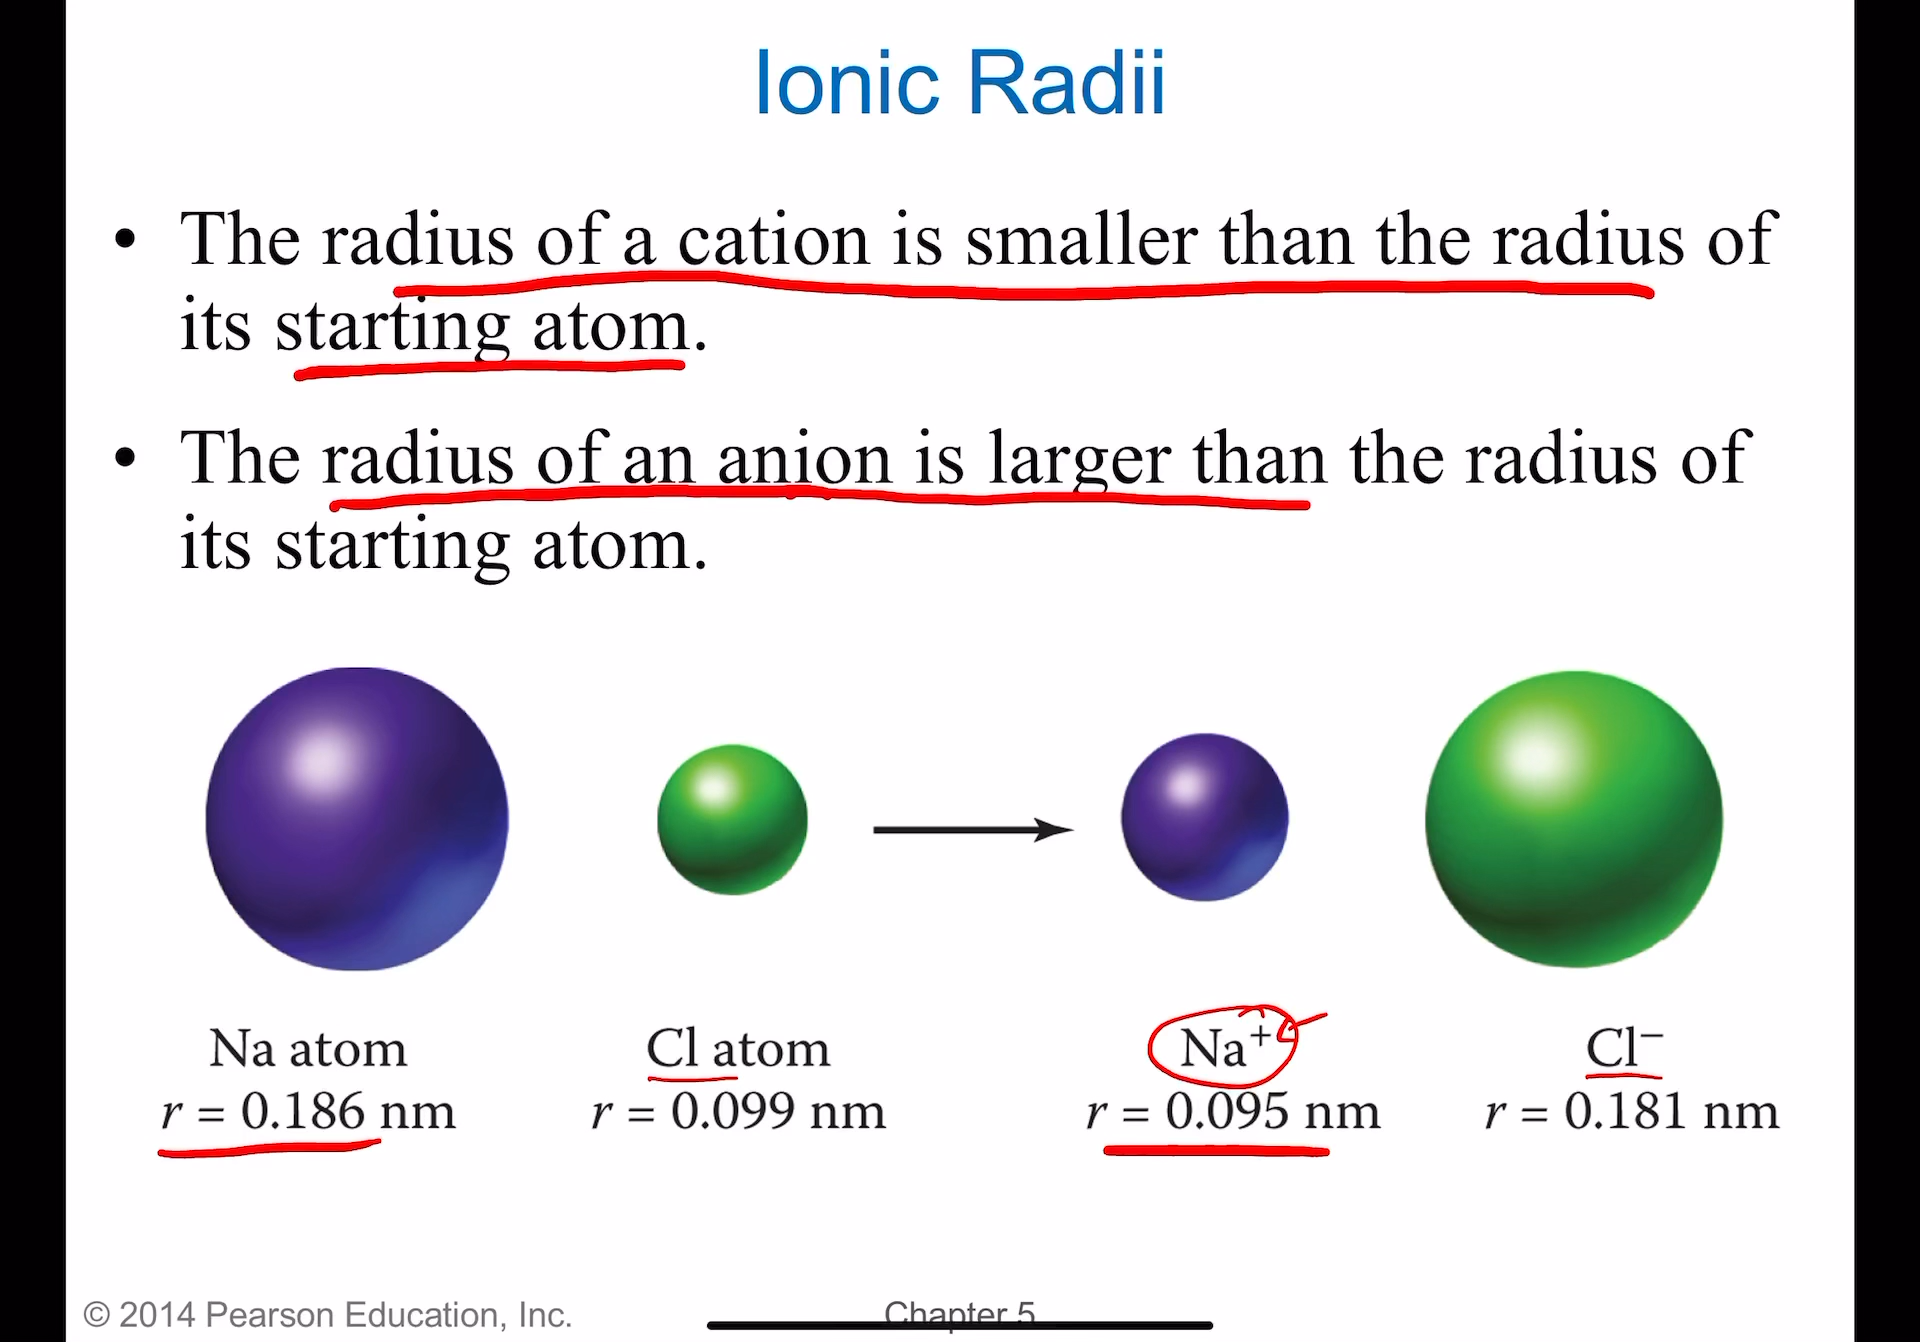 Ionic Radii
• The radius of a cation is smaller than the radius of
its starting atom.
• The radius of an anion is larger than the radius of
its starting atom.
Na atom
r = 0.186 nm
Cl atom
r = 0.099 nm
Na⁺
r = 0.095 nm
Cl⁻
r = 0.181 nm
© 2014 Pearson Education, Inc.
Chapter 5